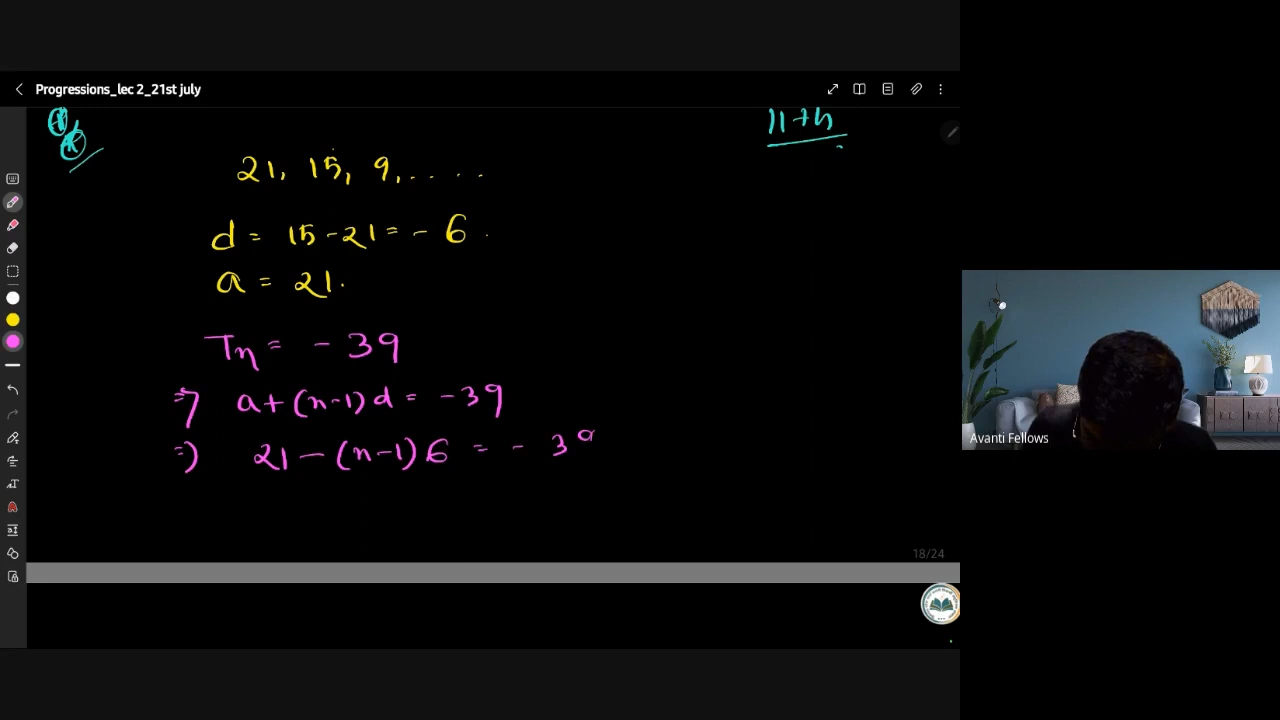 Progressions_lec 2_21st july
11th
21, 15, 9, . . . .
d = 15 - 21 = - 6
a = 21.
Tn = - 39
⇒ a + (n-1) d = - 39
⇒ 21 - (n-1) 6 = - 39
18/24
Avanti Fellows